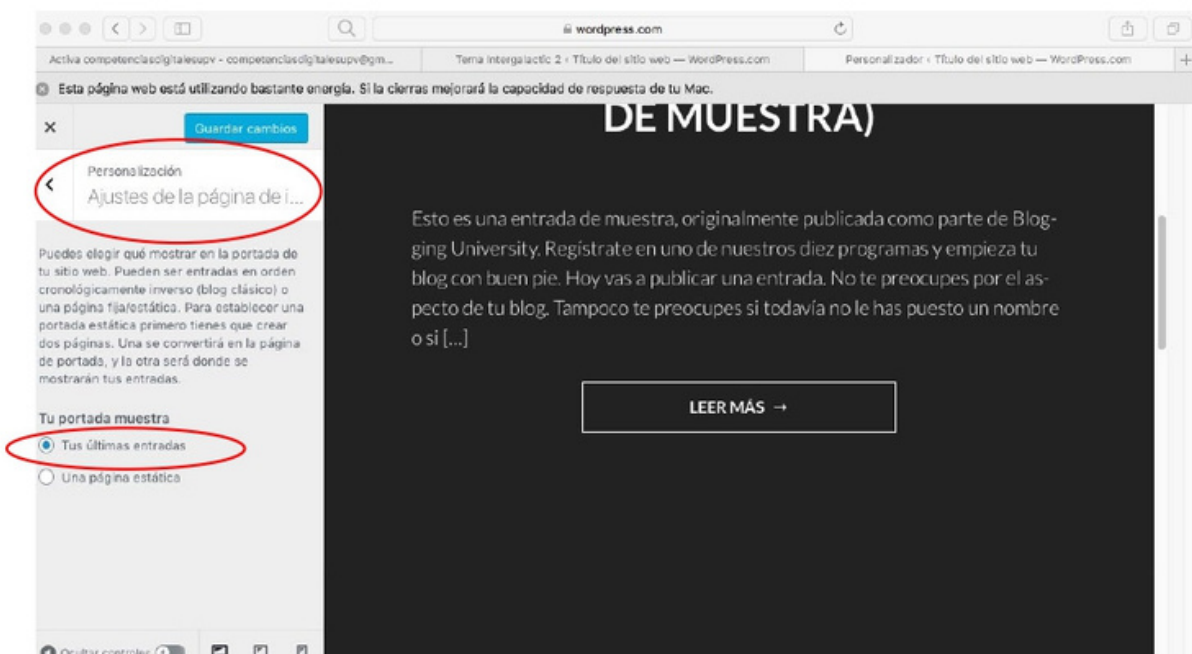 wordpress.com
Activa competenciasdigitalesupv - competenciasdigitalesupv@gm...
Tema Intergalactic 2 ‹ Título del sitio web — WordPress.com
Personalizador ‹ Título del sitio web — WordPress.com
Esta página web está utilizando bastante energía. Si la cierras mejorará la capacidad de respuesta de tu Mac.
Guardar cambios
Personalización
Ajustes de la página de i...
Puedes elegir qué mostrar en la portada de
tu sitio web. Pueden ser entradas en orden
cronológicamente inverso (blog clásico) o
una página fija/estática. Para establecer una
portada estática primero tienes que crear
dos páginas. Una se convertirá en la página
de portada, y la otra será donde se
mostrarán tus entradas.
Tu portada muestra
Tus últimas entradas
Una página estática
Ocultar controles
DE MUESTRA)
Esto es una entrada de muestra, originalmente publicada como parte de Blog-
ging University. Regístrate en uno de nuestros diez programas y empieza tu
blog con buen pie. Hoy vas a publicar una entrada. No te preocupes por el as-
pecto de tu blog. Tampoco te preocupes si todavía no le has puesto un nombre
o si [...]
LEER MÁS →